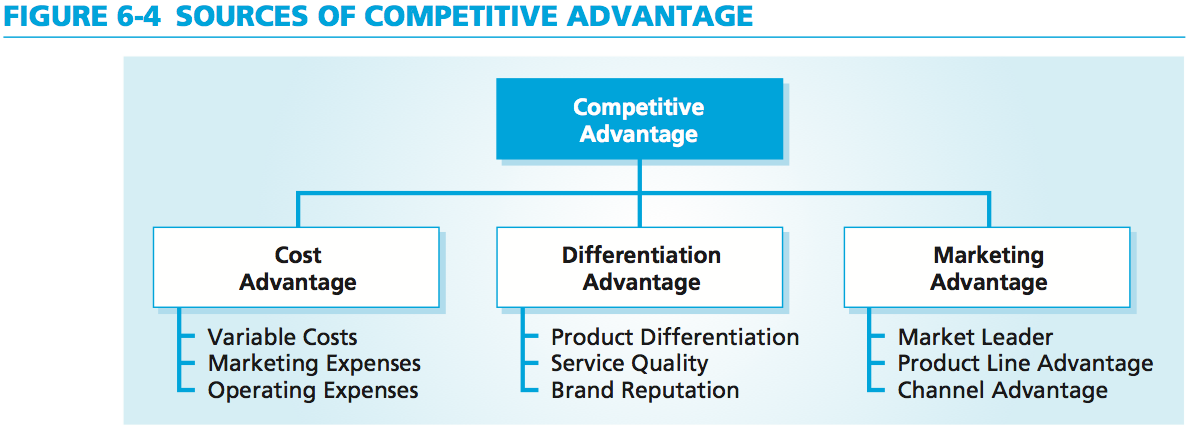 FIGURE 6-4 SOURCES OF COMPETITIVE ADVANTAGE
Competitive
Advantage
Cost
Advantage
Variable Costs
Marketing Expenses
Operating Expenses
Differentiation
Advantage
Product Differentiation
Service Quality
Brand Reputation
Marketing
Advantage
Market Leader
Product Line Advantage
Channel Advantage